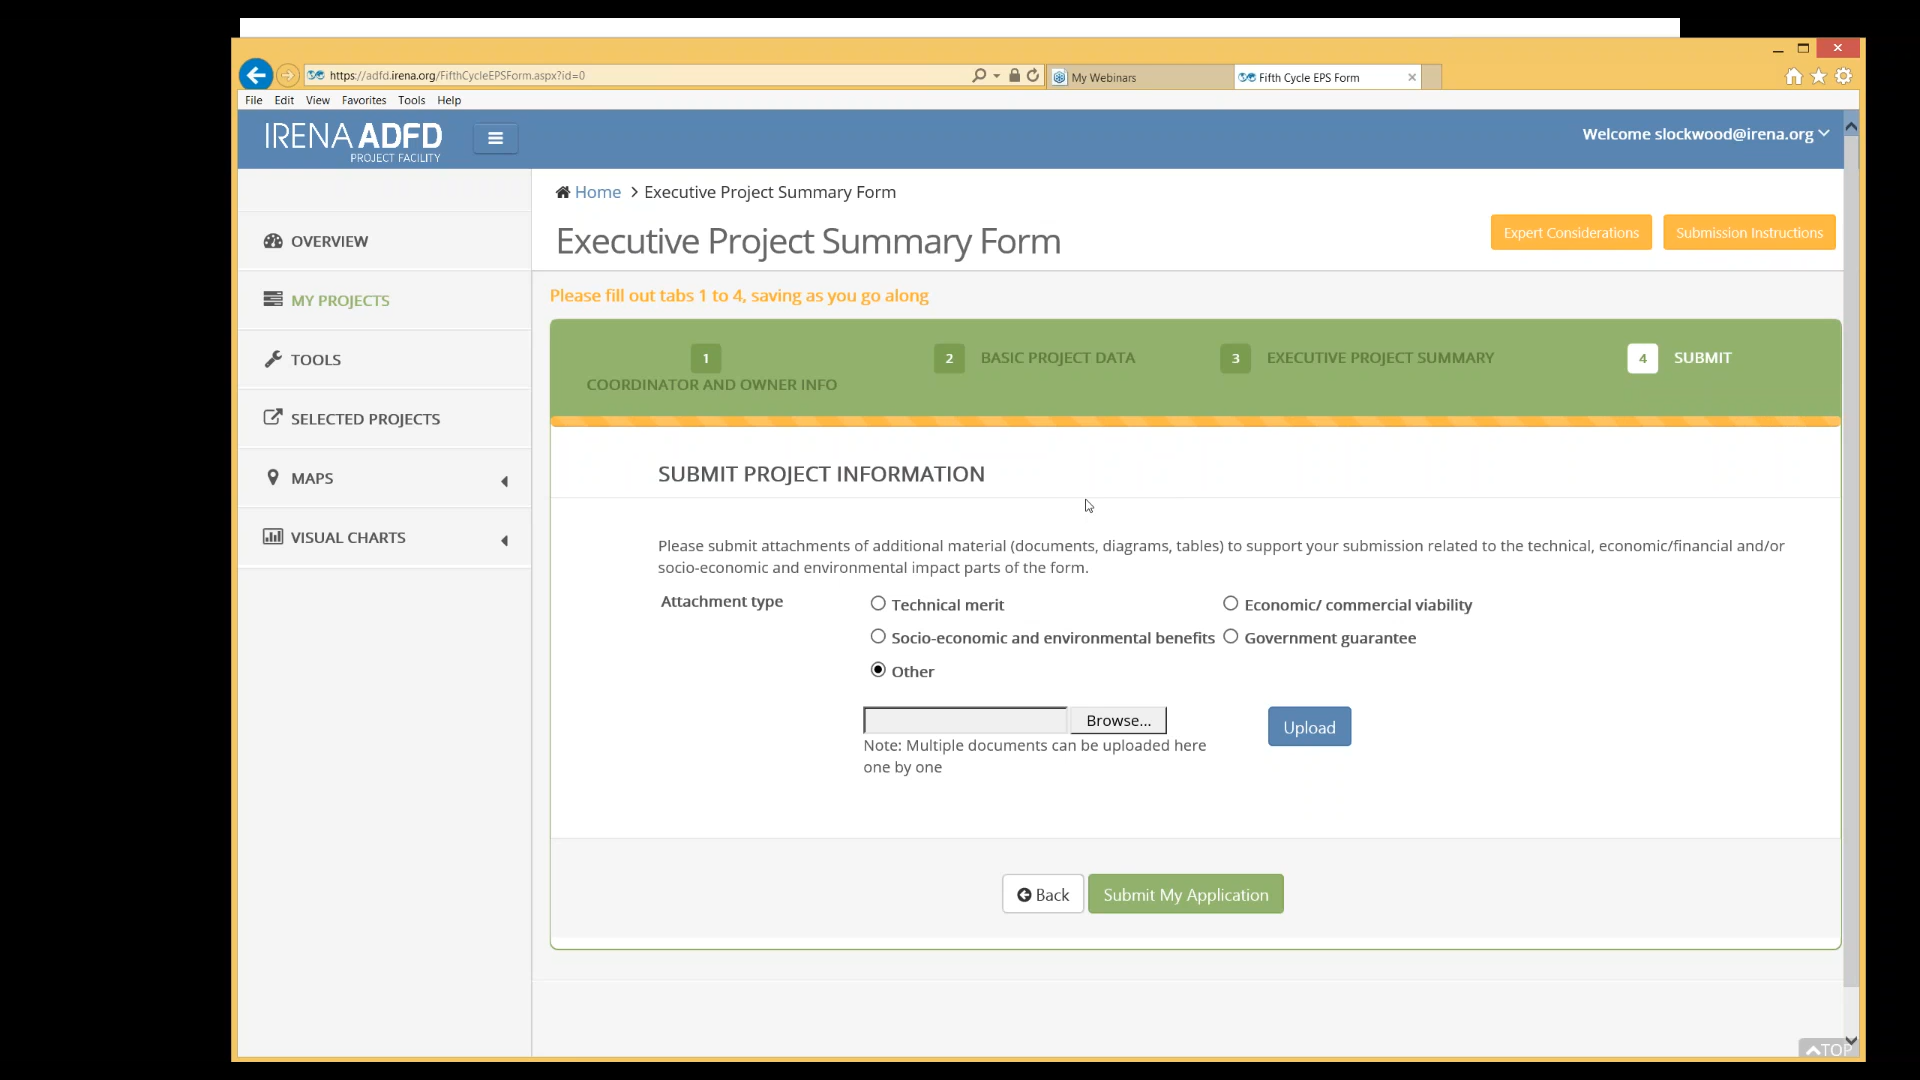 https://adfd.irena.org/FifthCycleEPSForm.aspx?id=0
My Webinars
Fifth Cycle EPS Form
File Edit View Favorites Tools Help
IRENA ADFD
PROJECT FACILITY
Welcome slockwood@irena.org
Home > Executive Project Summary Form
Executive Project Summary Form
Expert Considerations
Submission Instructions
OVERVIEW
MY PROJECTS
TOOLS
SELECTED PROJECTS
MAPS
VISUAL CHARTS
Please fill out tabs 1 to 4, saving as you go along
1
COORDINATOR AND OWNER INFO
2 BASIC PROJECT DATA
3 EXECUTIVE PROJECT SUMMARY
4 SUBMIT
SUBMIT PROJECT INFORMATION
Please submit attachments of additional material (documents, diagrams, tables) to support your submission related to the technical, economic/financial and/or
socio-economic and environmental impact parts of the form.
Attachment type
Technical merit
Economic/ commercial viability
Socio-economic and environmental benefits
Government guarantee
Other
Browse...
Upload
Note: Multiple documents can be uploaded here
one by one
Back
Submit My Application
TOP